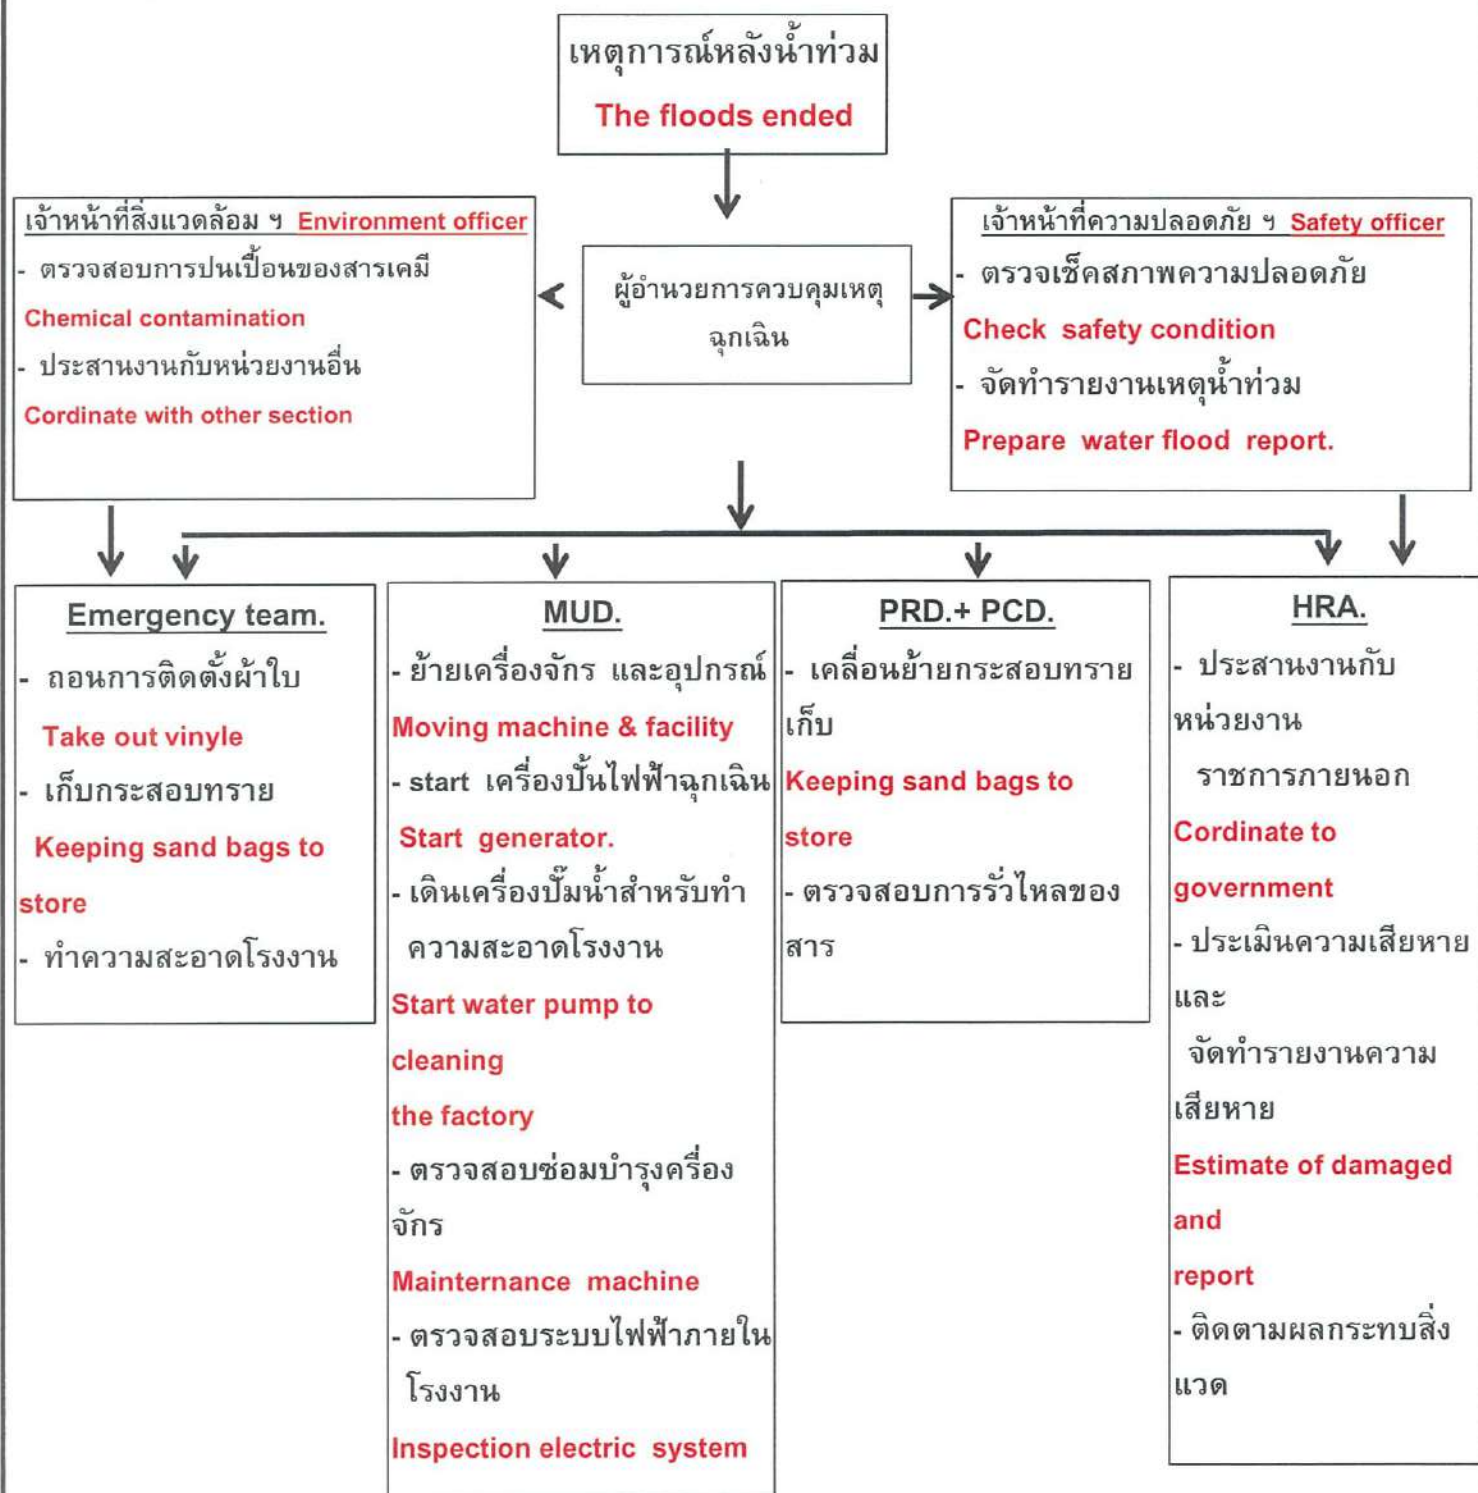 เหตุการณ์หลังน้ำท่วม
The floods ended
เจ้าหน้าที่สิ่งแวดล้อม ฯ Environment officer
- ตรวจสอบการปนเปื้อนของสารเคมี
Chemical contamination
- ประสานงานกับหน่วยงานอื่น
Cordinate with other section
ผู้อำนวยการควบคุมเหตุ
ฉุกเฉิน
เจ้าหน้าที่ความปลอดภัย ฯ Safety officer
- ตรวจเช็คสภาพความปลอดภัย
Check safety condition
- จัดทำรายงานเหตุน้ำท่วม
Prepare water flood report.
Emergency team.
- ถอนการติดตั้งผ้าใบ
Take out vinyle
- เก็บกระสอบทราย
Keeping sand bags to
store
- ทำความสะอาดโรงงาน
MUD.
- ย้ายเครื่องจักร และอุปกรณ์
Moving machine & facility
- start เครื่องปั้นไฟฟ้าฉุกเฉิน
Start generator.
- เดินเครื่องปั๊มน้ำสำหรับทำ
ความสะอาดโรงงาน
Start water pump to
cleaning
the factory
- ตรวจสอบซ่อมบำรุงครื่อง
จักร
Mainternance machine
- ตรวจสอบระบบไฟฟ้าภายใน
โรงงาน
Inspection electric system
PRD.+ PCD.
- เคลื่อนย้ายกระสอบทราย
เก็บ
Keeping sand bags to
store
- ตรวจสอบการรั่วไหลของ
สาร
HRA.
- ประสานงานกับ
หน่วยงาน
ราชการภายนอก
Cordinate to
government
- ประเมินความเสียหาย
และ
จัดทำรายงานความ
เสียหาย
Estimate of damaged
and
report
- ติดตามผลกระทบสิ่ง
แวด